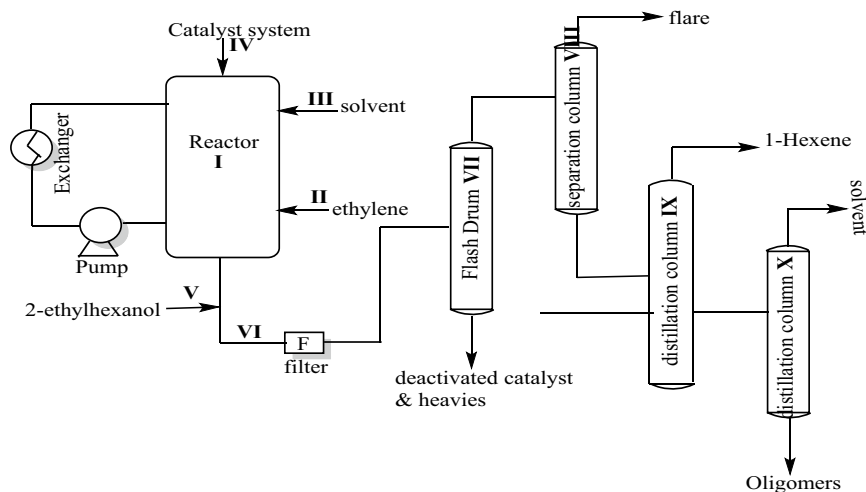 Catalyst system
IV
Reactor
I
III
solvent
II
ethylene
Exchanger
Pump
V
2-ethylhexanol
VI
F
filter
Flash Drum VII
deactivated catalyst
& heavies
separation column VIII
flare
distillation column IX
1-Hexene
distillation column X
solvent
Oligomers